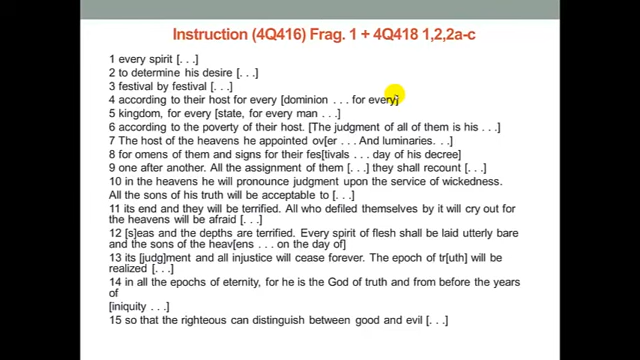 Instruction (4Q416) Frag. 1 + 4Q418 1,2,2a-c
1 every spirit [. . .]
2 to determine his desire [. . .]
3 festival by festival [. . .]
4 according to their host for every [dominion . . . for every]
5 kingdom, for every [state, for every man . . .]
6 according to the poverty of their host. [The judgment of all of them is his . . .]
7 The host of the heavens he appointed ov[er . . . And luminaries. . .]
8 for omens of them and signs for their fes[tivals . . . day of his decree]
9 one after another. All the assignment of them [. . .] they shall recount [. . .]
10 in the heavens he will pronounce judgment upon the service of wickedness.
All the sons of his truth will be acceptable to [. . .]
11 its end and they will be terrified. All who defiled themselves by it will cry out for
the heavens will be afraid [. . .]
12 [s]eas and the depths are terrified. Every spirit of flesh shall be laid utterly bare
and the sons of the heav[ens . . . on the day of]
13 its [judg]ment and all injustice will cease forever. The epoch of tr[uth] will be
realized [. . .]
14 in all the epochs of eternity, for he is the God of truth and from before the years
of
[iniquity . . .]
15 so that the righteous can distinguish between good and evil [. . .]